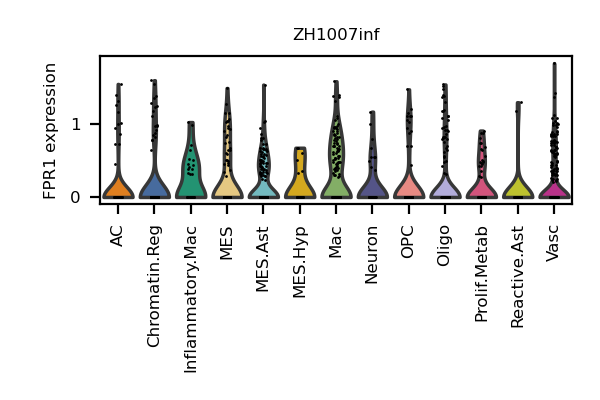 ZH1007inf
FPR1 expression
1
0
AC
Chromatin.Reg
Inflammatory.Mac
MES
MES.Ast
MES.Hyp
Mac
Neuron
OPC
Oligo
Prolif.Metab
Reactive.Ast
Vasc